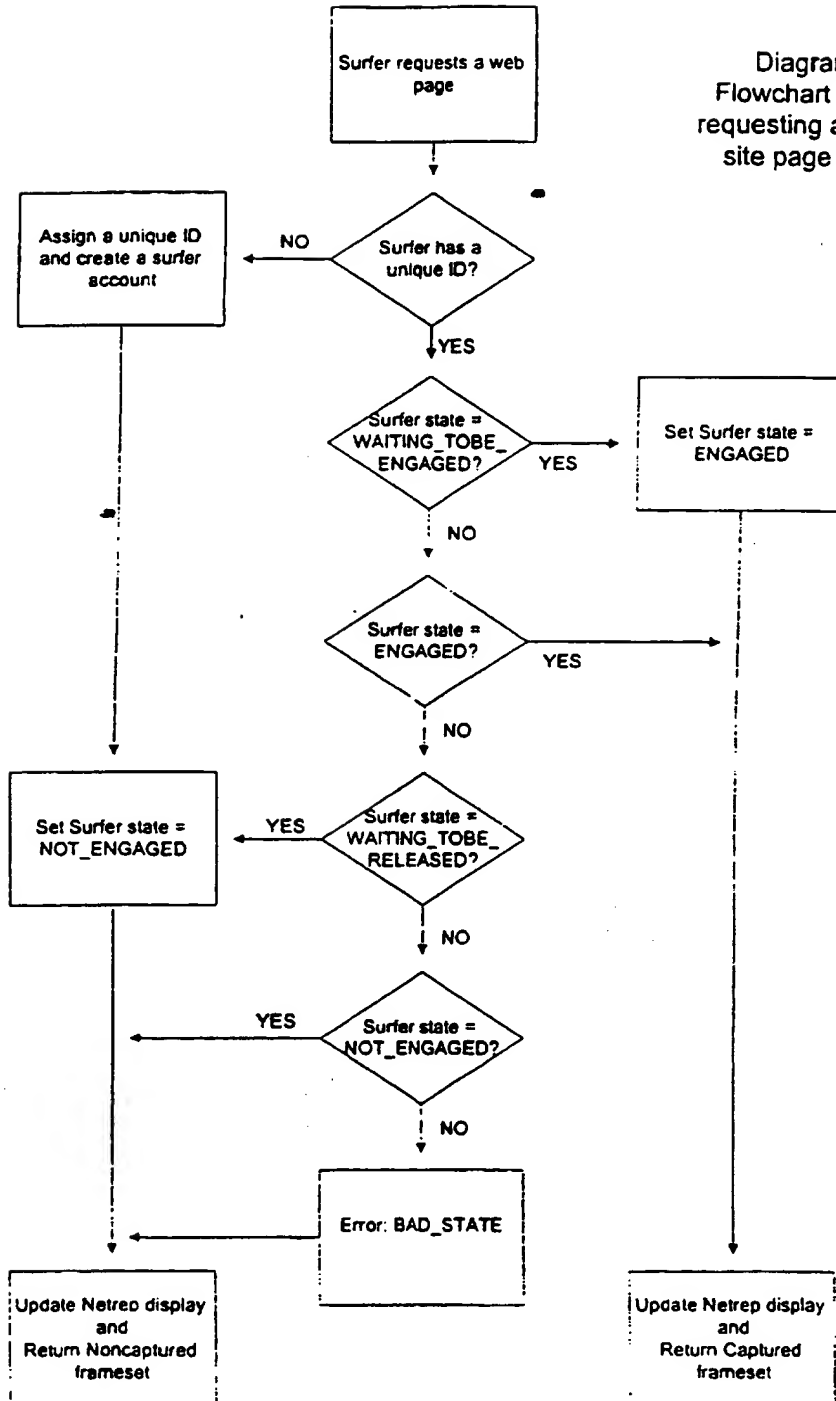 Surfer requests a web
page
Diagram
Flowchart
requesting a
site page
Assign a unique ID
and create a surfer
account
NO
Surfer has a
unique ID?
YES
Surfer state =
WAITING_TOBE_
ENGAGED?
YES
Set Surfer state =
ENGAGED
NO
Surfer state =
ENGAGED?
YES
NO
Set Surfer state =
NOT_ENGAGED
YES
Surfer state =
WAITING_TOBE_
RELEASED?
NO
YES
Surfer state =
NOT_ENGAGED?
NO
Error: BAD_STATE
Update Netrep display
and
Return Noncaptured
frameset
Update Netrep display
and
Return Captured
frameset